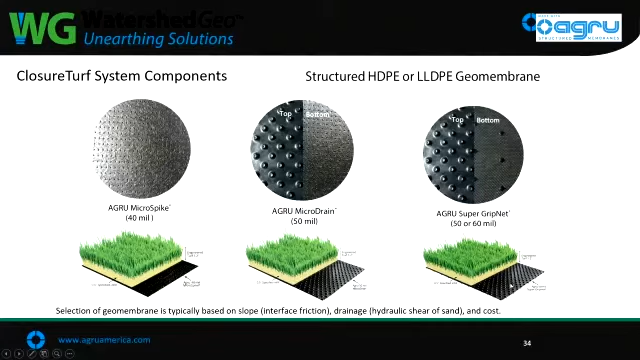 WG WatershedGeo™
Unearthing Solutions
agru
STRUCTURED MEMBRANES
ClosureTurf System Components
Structured HDPE or LLDPE Geomembrane
Top Bottom
Top Bottom
AGRU MicroSpike
(40 mil )
AGRU MicroDrain
(50 mil)
AGRU Super GripNet
(50 or 60 mil)
Selection of geomembrane is typically based on slope (interface friction), drainage (hydraulic shear of sand), and cost.
www.agruamerica.com
34